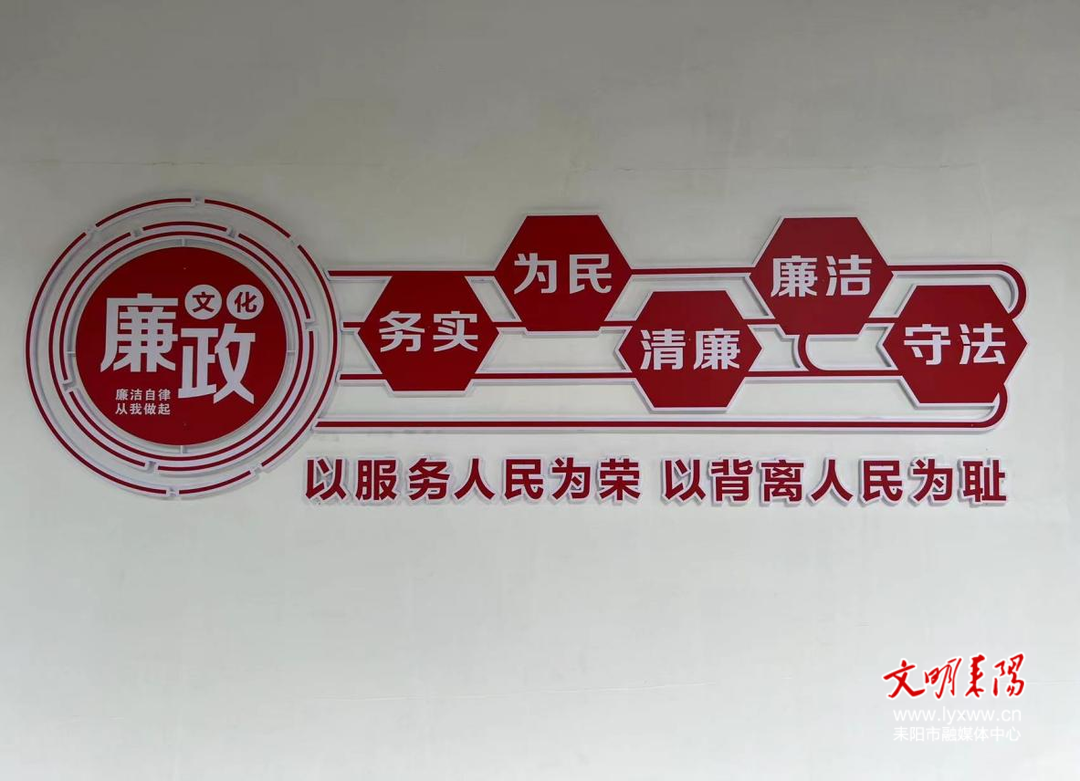 廉政
文化
廉洁自律
从我做起
务实
为民
清廉
廉洁
守法
以服务人民为荣 以背离人民为耻
文明耒陽
www.lyxww.cn
耒阳市融媒体中心